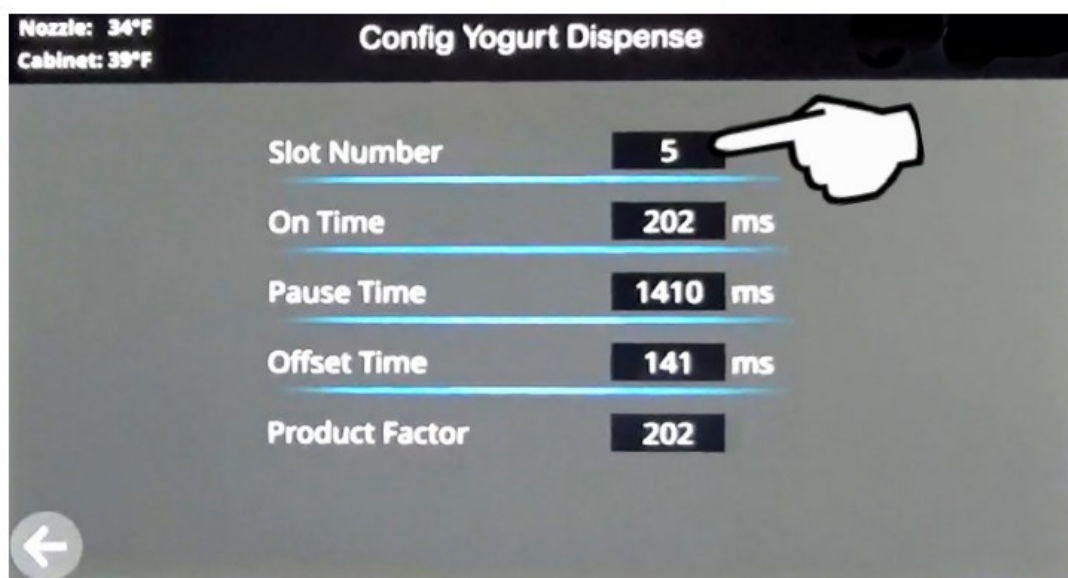 Nozzle: 34°F
Cabinet: 39°F
Config Yogurt Dispense
Slot Number 5
On Time 202 ms
Pause Time 1410 ms
Offset Time 141 ms
Product Factor 202